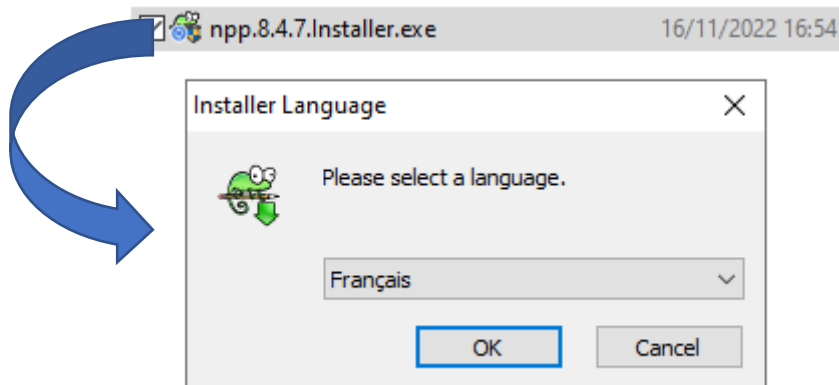 npp.8.4.7.Installer.exe 16/11/2022 16:54
Installer Language
Please select a language.
Français
OK Cancel